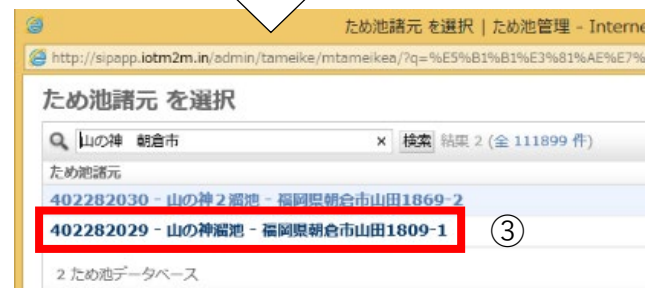 ため池諸元 を選択 | ため池管理 - Interne
http://sipapp.iotm2m.in/admin/tameike/mtameikea/?q=%E5%B1%B1%E3%81%AE%E7%
ため池諸元 を選択
山の神 朝倉市 × 検索 結果 2 (全 111899 件)
ため池諸元
402282030 - 山の神2溜池 - 福岡県朝倉市山田1869-2
402282029 - 山の神溜池 - 福岡県朝倉市山田1809-1 ③
2 ため池データベース